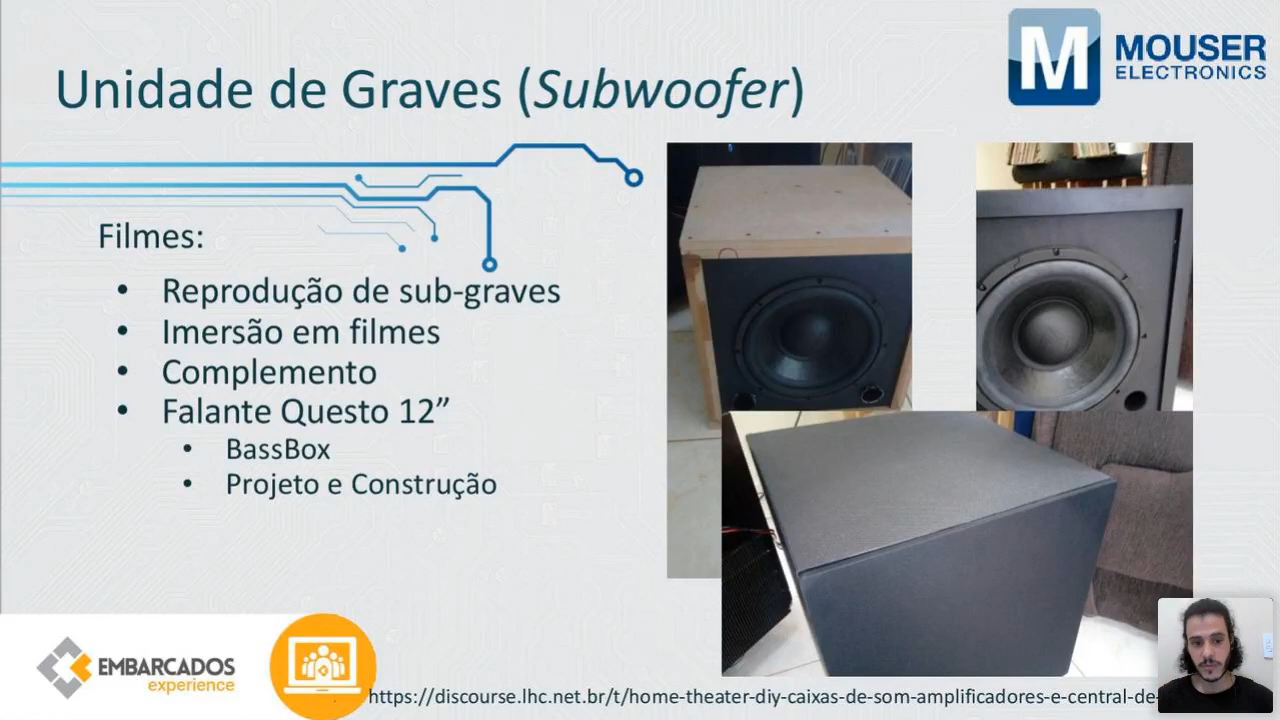 M MOUSER
ELECTRONICS
Unidade de Graves (Subwoofer)
Filmes:
• Reprodução de sub-graves
• Imersão em filmes
• Complemento
• Falante Questo 12”
• BassBox
• Projeto e Construção
EMBARCADOS
experience
https://discourse.lhc.net.br/t/home-theater-diy-caixas-de-som-amplificadores-e-central-de-